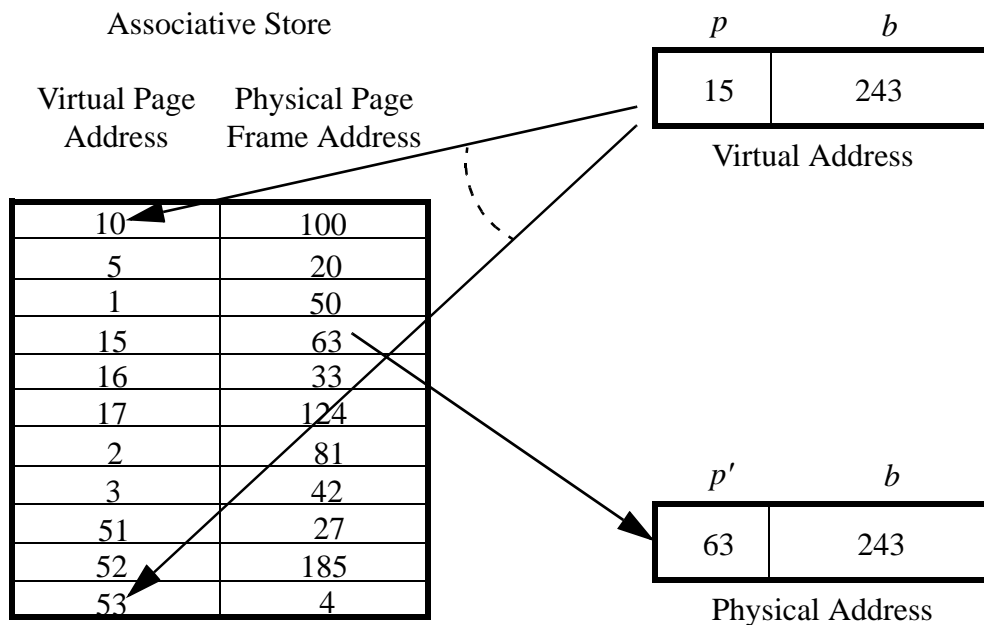 Associative Store
p b
15 243
Virtual Address
Virtual Page Address
Physical Page Frame Address
10 100
5 20
1 50
15 63
16 33
17 124
2 81
3 42
51 27
52 185
53 4
p′ b
63 243
Physical Address